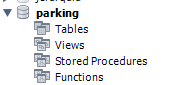 parking
Tables
Views
Stored Procedures
Functions